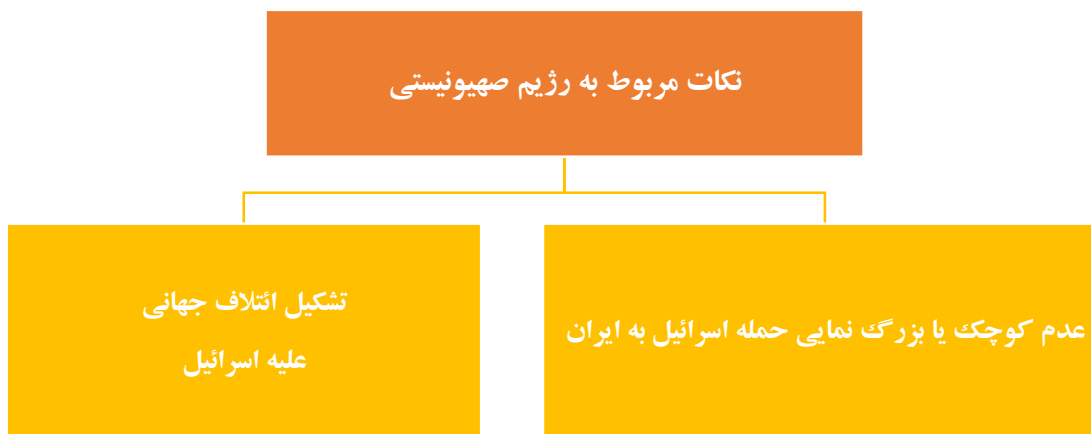 نکات مربوط به رژیم صهیونیستی
عدم کوچک یا بزرگ نمایی حمله اسرائیل به ایران
تشکیل ائتلاف جهانی
علیه اسرائیل